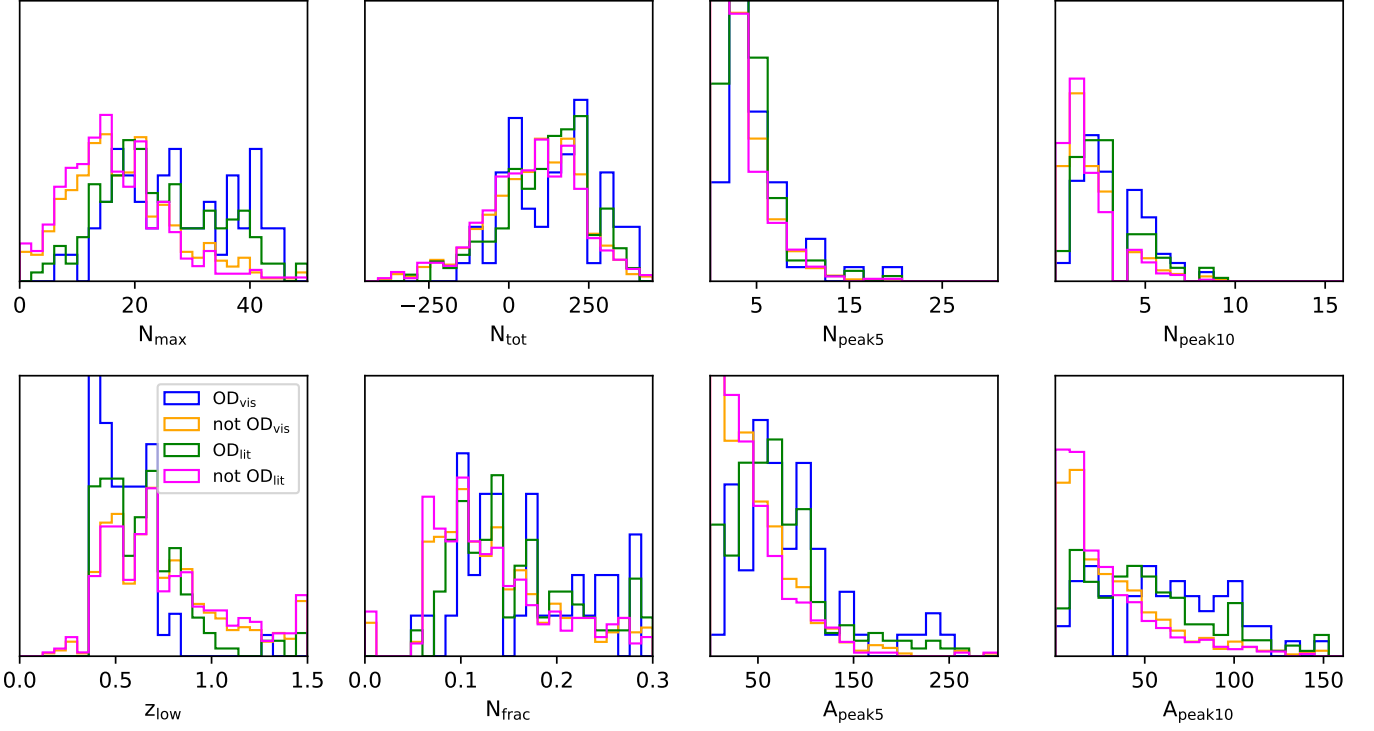 0 20 40
N_max
−250 0 250
N_tot
5 15 25
N_peak5
5 10 15
N_peak10
OD_vis
not OD_vis
OD_lit
not OD_lit
0.0 0.5 1.0 1.5
z_low
0.0 0.1 0.2 0.3
N_frac
50 150 250
A_peak5
50 100 150
A_peak10